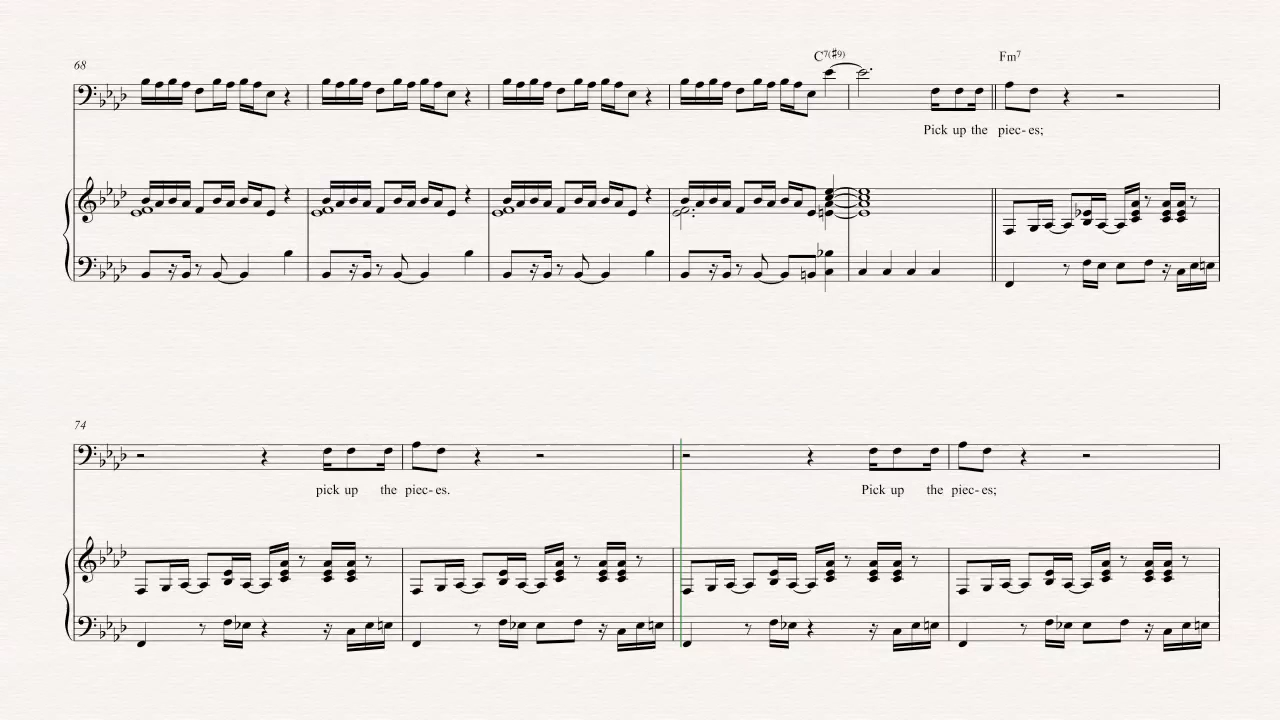 68
C7(♯9) Fm7
Pick up the piec- es;
74
pick up the piec- es. Pick up the piec- es;